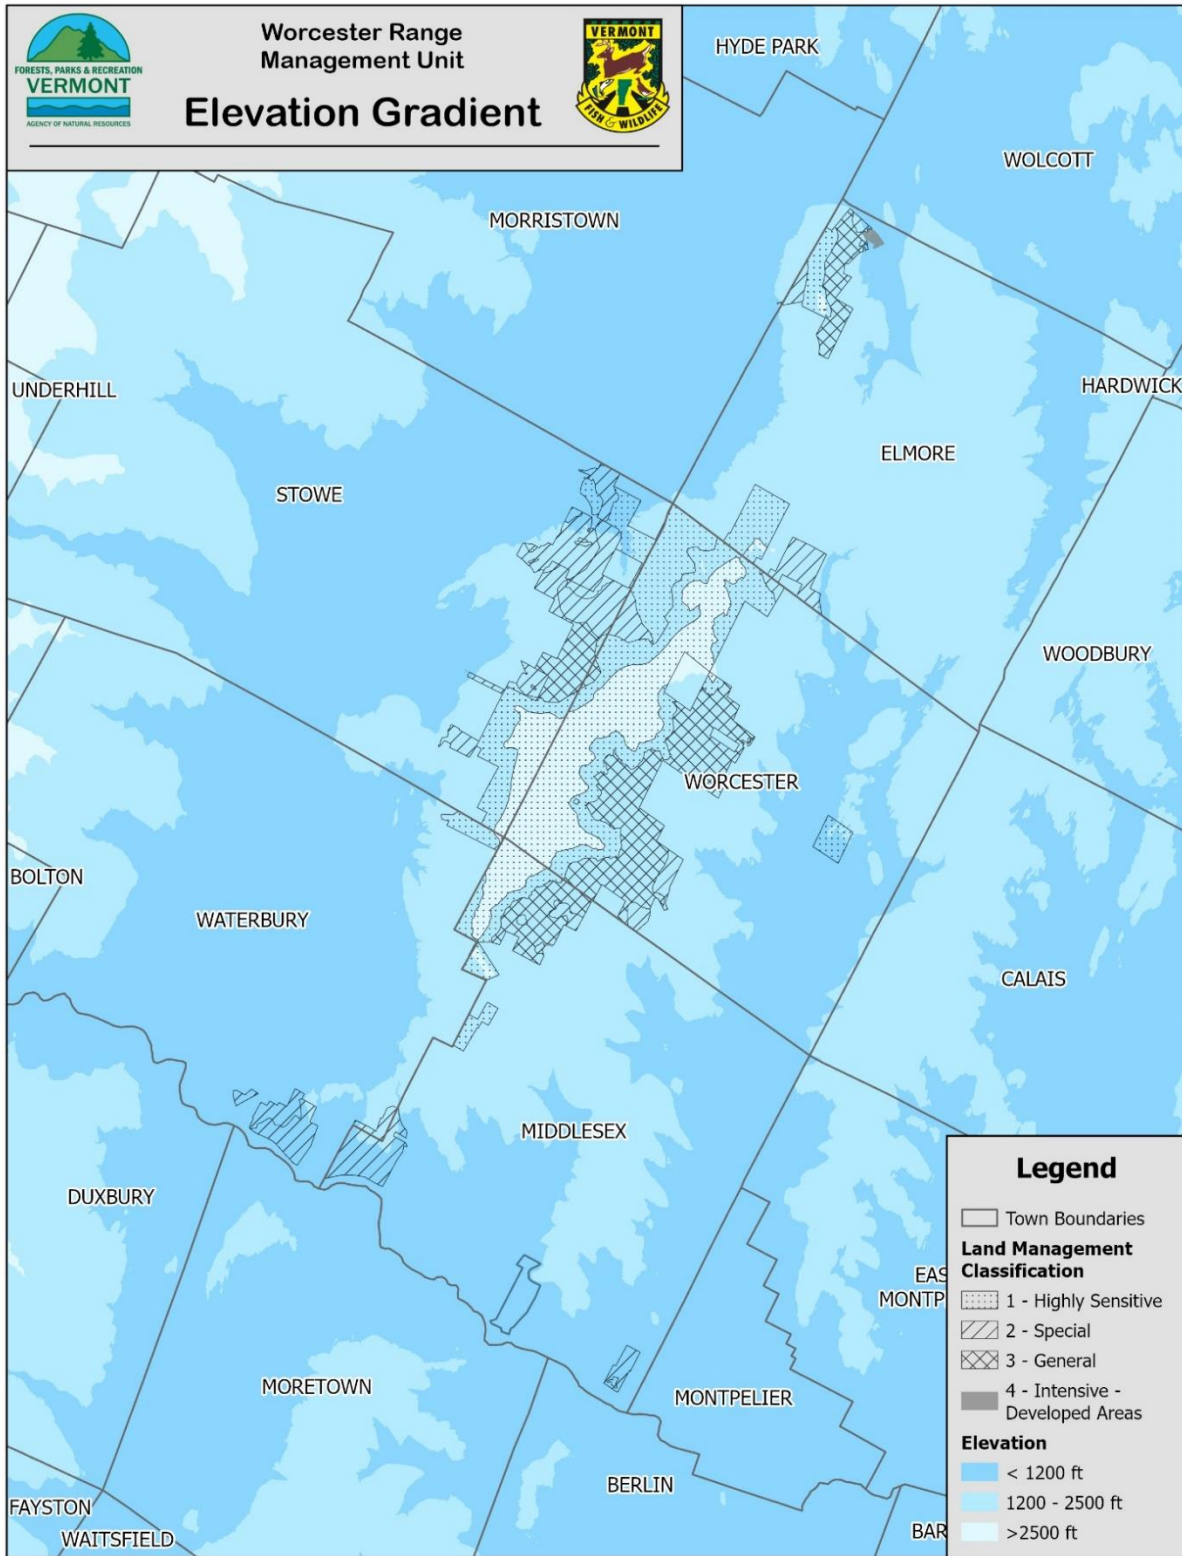 FORESTS, PARKS & RECREATION
VERMONT
AGENCY OF NATURAL RESOURCES
Worcester Range
Management Unit
Elevation Gradient
VERMONT
FISH & WILDLIFE
HYDE PARK
WOLCOTT
MORRISTOWN
UNDERHILL
HARDWICK
ELMORE
STOWE
WOODBURY
WORCESTER
BOLTON
WATERBURY
CALAIS
MIDDLESEX
DUXBURY
EAS
MONTP
MORETOWN
MONTPELIER
BERLIN
FAYSTON
WAITSFIELD
BAR
Legend
Town Boundaries
Land Management
Classification
1 - Highly Sensitive
2 - Special
3 - General
4 - Intensive -
Developed Areas
Elevation
< 1200 ft
1200 - 2500 ft
>2500 ft